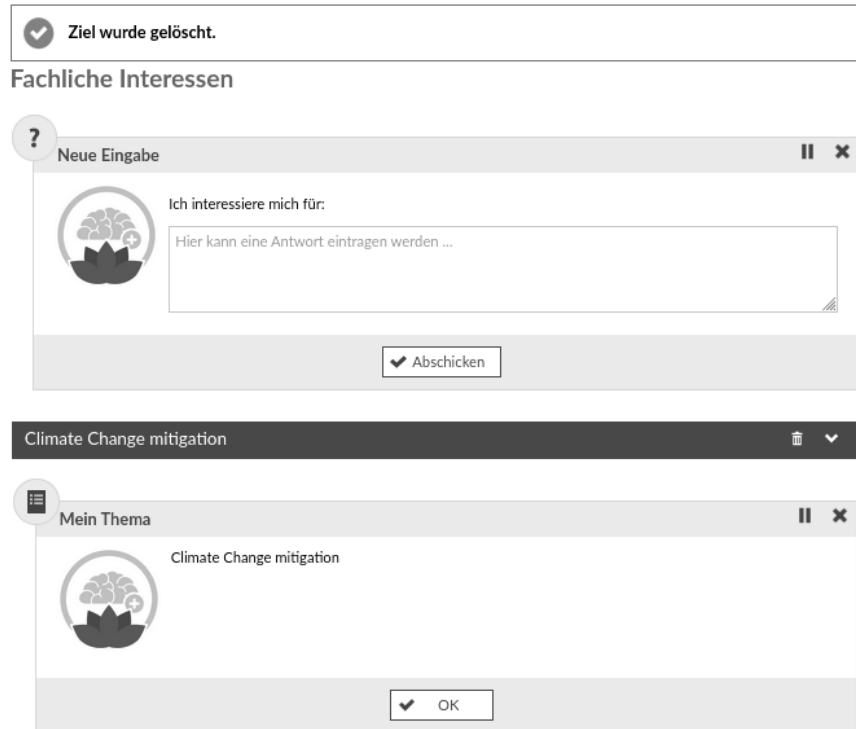 Ziel wurde gelöscht.
Fachliche Interessen
?
Neue Eingabe
Ich interessiere mich für:
Hier kann eine Antwort eintragen werden ...
Abschicken
Climate Change mitigation
Mein Thema
Climate Change mitigation
OK